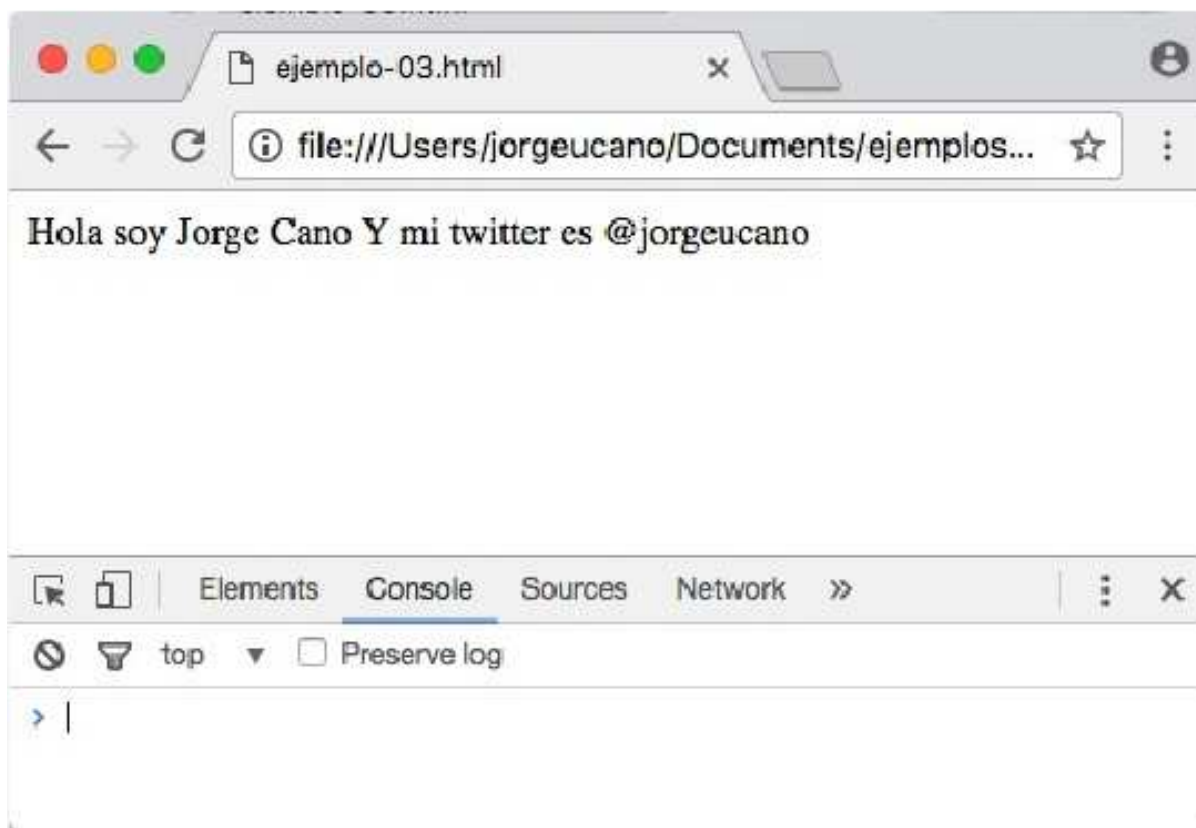 ejemplo-03.html
file:///Users/jorgeucano/Documents/ejemplos...
Hola soy Jorge Cano Y mi twitter es @jorgeucano
Elements Console Sources Network »
top ▼ Preserve log
>